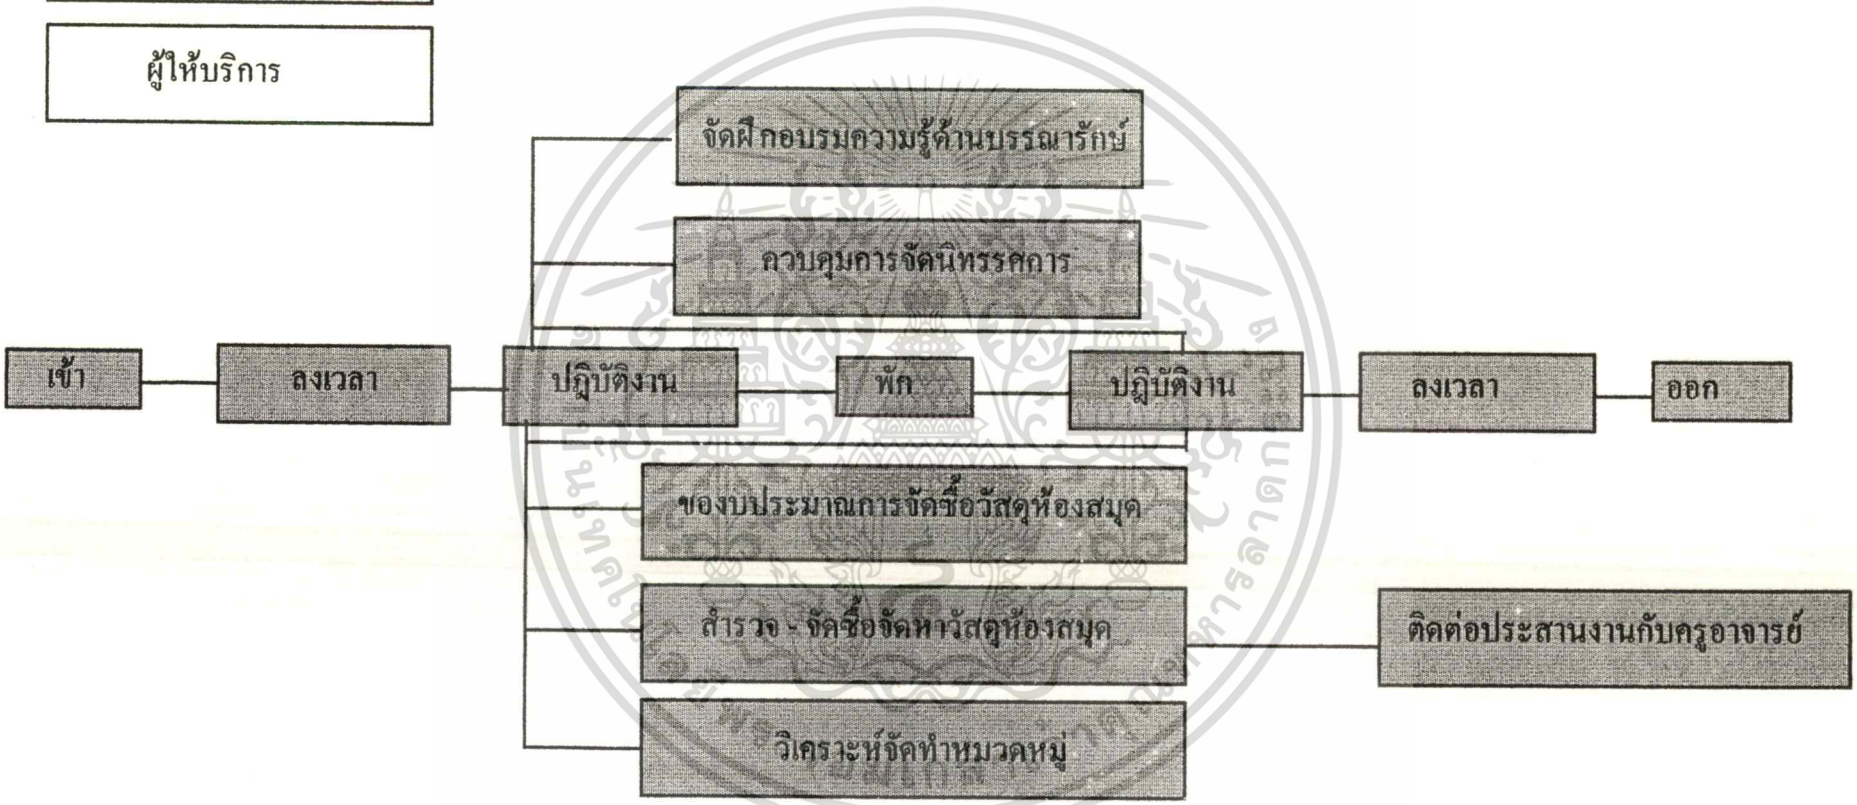 ผู้ให้บริการ
จัดฝึกอบรมความรู้ด้านบรรณารักษ์
ควบคุมการจัดนิทรรศการ
เข้า
ลงเวลา
ปฎิบัติงาน
พัก
ปฎิบัติงาน
ลงเวลา
ออก
ของบประมาณการจัดซื้อวัสดุห้องสมุด
สำรวจ - จัดซื้อจัดหาวัสดุห้องสมุด
ติดต่อประสานงานกับครูอาจารย์
วิเคราะห์จัดทำหมวดหมู่